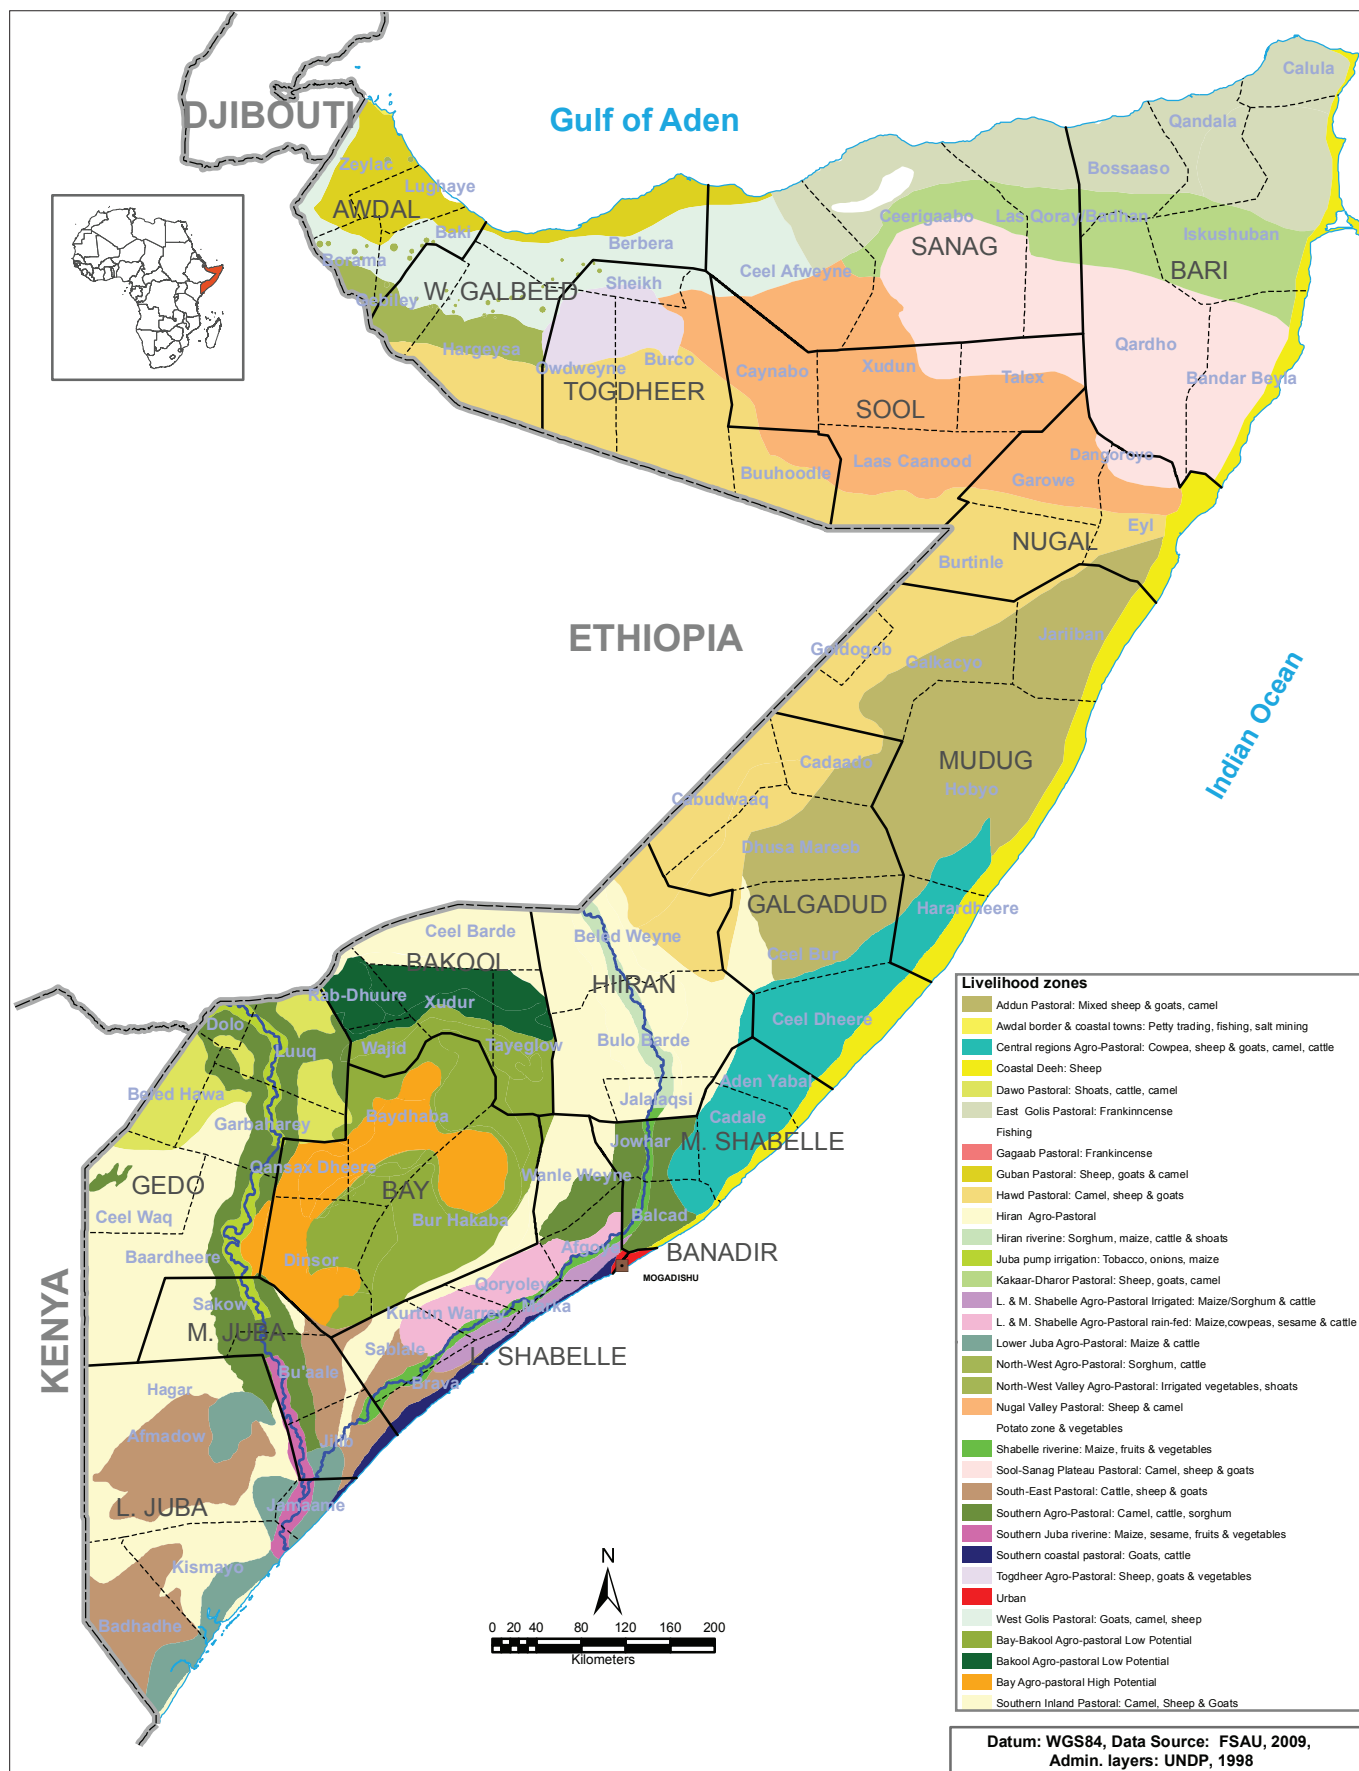 DJIBOUTI
Gulf of Aden
Calula
Qandala
Bossaaso
Zeylac
Lughaye
AWDAL
Baki
Borama
Gebiley
W. GALBEED
Hargeysa
Berbera
Sheikh
Owdweyne
Burco
TOGDHEER
Ceel Afweyne
Ceerigaabo
Las Qoray/Badhan
SANAG
Iskushuban
BARI
Qardho
Bandar Beyla
Caynabo
Xudun
Talex
SOOL
Laas Caanood
Buuhoodle
Dangoroyo
Garowe
Eyl
NUGAL
Burtinle
ETHIOPIA
Goldogob
Galkacyo
Jariiban
Indian Ocean
MUDUG
Hobyo
Cadaado
Cabudwaaq
Dhusa Mareeb
GALGADUD
Harardheere
Ceel Bur
Ceel Dheere
Ceel Barde
BAKOOL
Rab-Dhuure
Xudur
Beled Weyne
HIIRAN
Bulo Barde
Jalalaqsi
Wajid
Tayeglow
Dolo
Luuq
Beled Hawa
Garbaharey
GEDO
Ceel Waq
Baardheere
Baydhaba
Qansax Dheere
BAY
Bur Hakaba
Dinsor
Aden Yabal
Cadale
M. SHABELLE
Jowhar
Wanle Weyne
Balcad
Afgoye
BANADIR
MOGADISHU
Qoryoley
Marka
Kurtun Warrey
Sablale
L. SHABELLE
Brava
KENYA
Sakow
M. JUBA
Bu'aale
Hagar
Afmadow
Jilib
L. JUBA
Jamaame
Kismayo
Badhadhe
N
0 20 40 80 120 160 200
Kilometers
Livelihood zones
Addun Pastoral: Mixed sheep & goats, camel
Awdal border & coastal towns: Petty trading, fishing, salt mining
Central regions Agro-Pastoral: Cowpea, sheep & goats, camel, cattle
Coastal Deeh: Sheep
Dawo Pastoral: Shoats, cattle, camel
East Golis Pastoral: Frankinncense
Fishing
Gagaab Pastoral: Frankincense
Guban Pastoral: Sheep, goats & camel
Hawd Pastoral: Camel, sheep & goats
Hiran Agro-Pastoral
Hiran riverine: Sorghum, maize, cattle & shoats
Juba pump irrigation: Tobacco, onions, maize
Kakaar-Dharor Pastoral: Sheep, goats, camel
L. & M. Shabelle Agro-Pastoral Irrigated: Maize/Sorghum & cattle
L. & M. Shabelle Agro-Pastoral rain-fed: Maize,cowpeas, sesame & cattle
Lower Juba Agro-Pastoral: Maize & cattle
North-West Agro-Pastoral: Sorghum, cattle
North-West Valley Agro-Pastoral: Irrigated vegetables, shoats
Nugal Valley Pastoral: Sheep & camel
Potato zone & vegetables
Shabelle riverine: Maize, fruits & vegetables
Sool-Sanag Plateau Pastoral: Camel, sheep & goats
South-East Pastoral: Cattle, sheep & goats
Southern Agro-Pastoral: Camel, cattle, sorghum
Southern Juba riverine: Maize, sesame, fruits & vegetables
Southern coastal pastoral: Goats, cattle
Togdheer Agro-Pastoral: Sheep, goats & vegetables
Urban
West Golis Pastoral: Goats, camel, sheep
Bay-Bakool Agro-pastoral Low Potential
Bakool Agro-pastoral Low Potential
Bay Agro-pastoral High Potential
Southern Inland Pastoral: Camel, Sheep & Goats
Datum: WGS84, Data Source: FSAU, 2009,
Admin. layers: UNDP, 1998